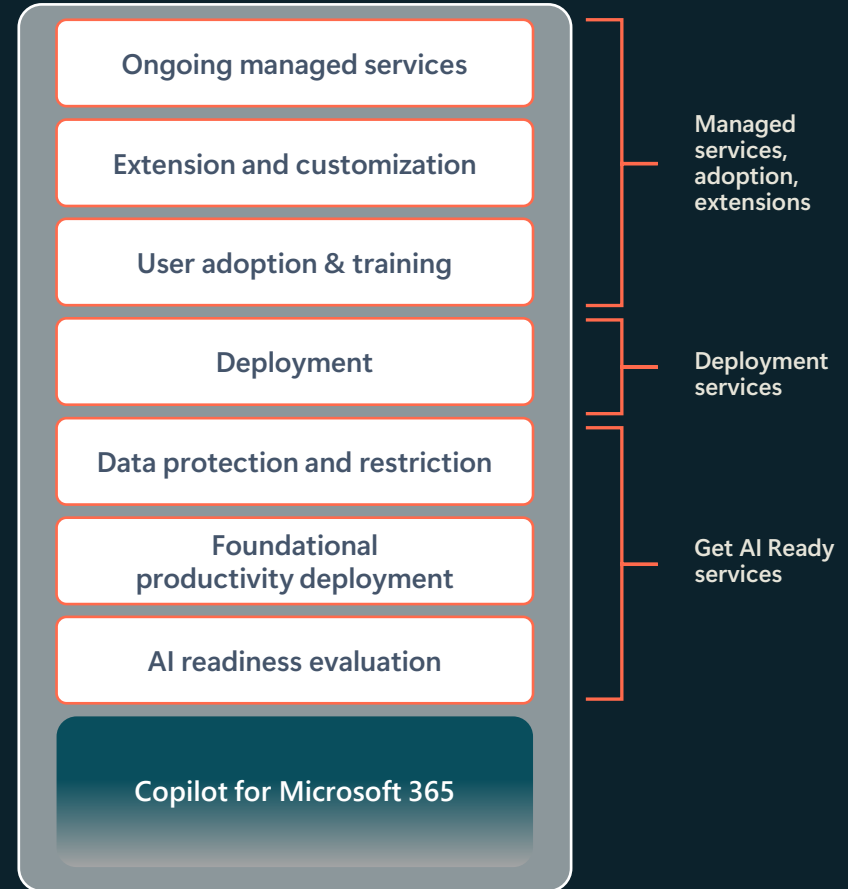 Ongoing managed services
Extension and customization
User adoption & training
Deployment
Data protection and restriction
Foundational
productivity deployment
AI readiness evaluation
Copilot for Microsoft 365
Managed
services,
adoption,
extensions
Deployment
services
Get AI Ready
services